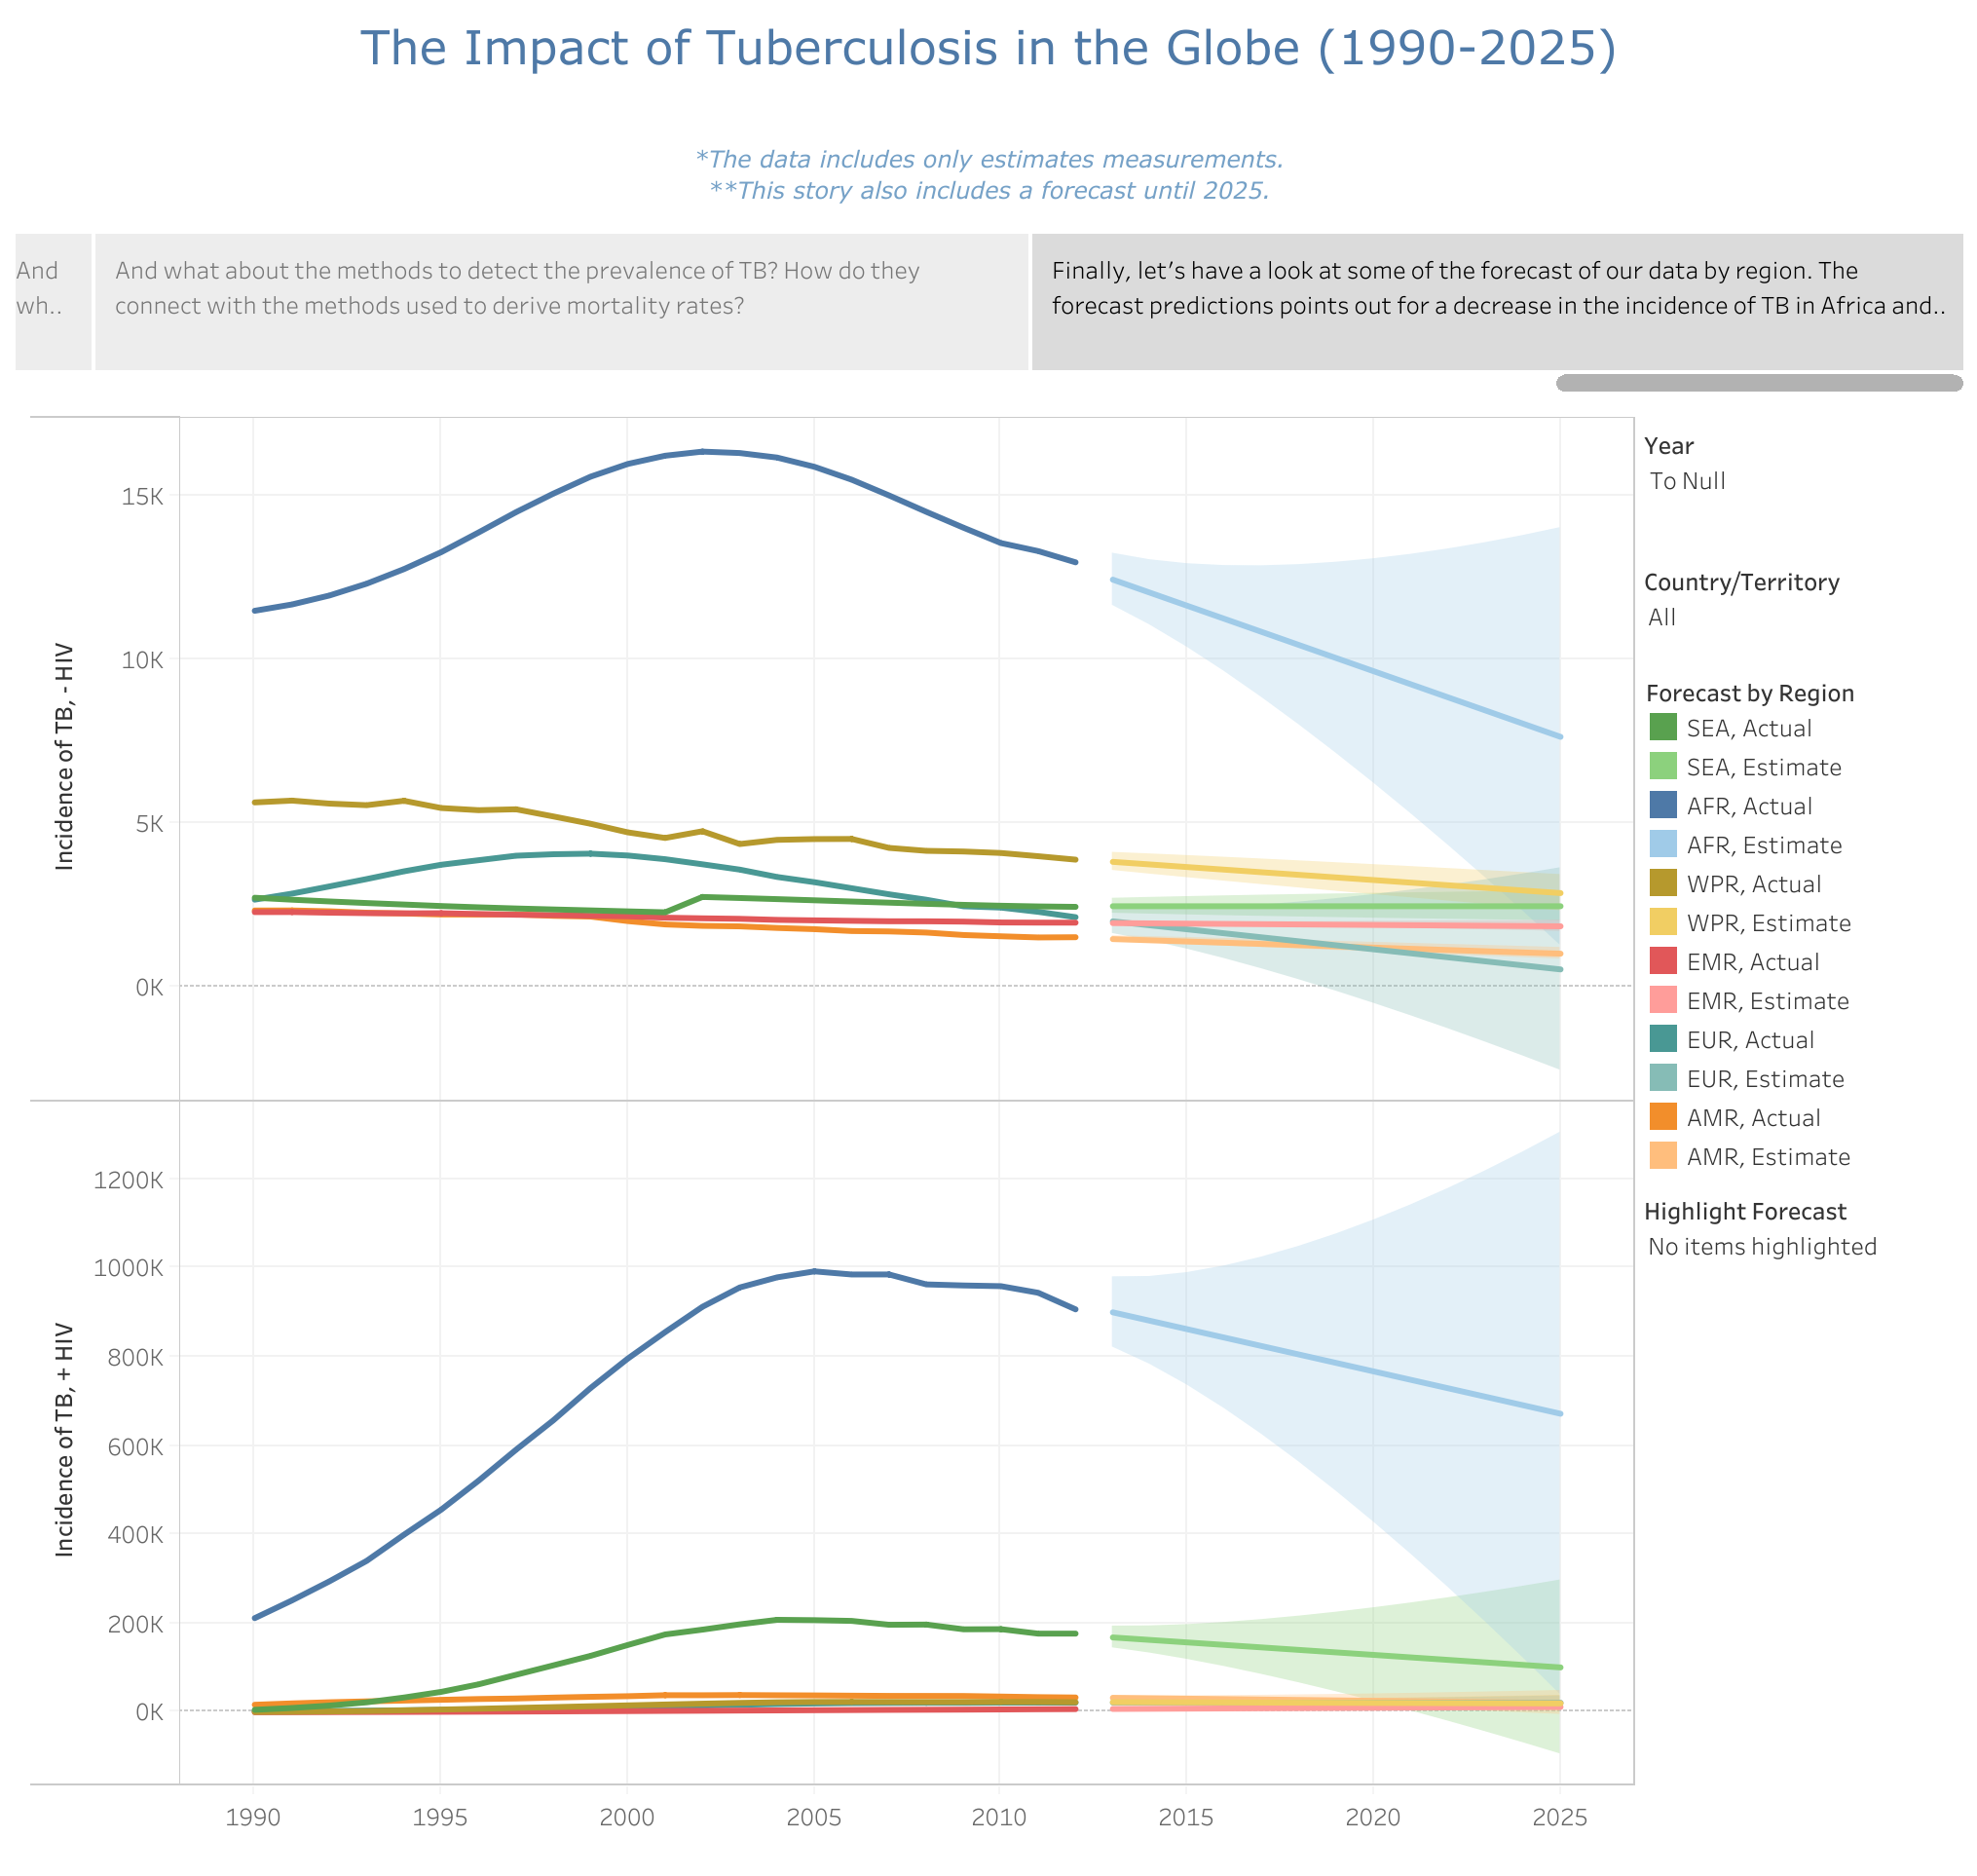 The Impact of Tuberculosis in the Globe (1990-2025)
*The data includes only estimates measurements.
**This story also includes a forecast until 2025.
And
wh..
And what about the methods to detect the prevalence of TB? How do they
connect with the methods used to derive mortality rates?
Finally, let's have a look at some of the forecast of our data by region. The
forecast predictions points out for a decrease in the incidence of TB in Africa and..
Incidence of TB, - HIV
15K
10K
5K
0K
Incidence of TB, + HIV
1200K
1000K
800K
600K
400K
200K
0K
1990
1995
2000
2005
2010
2015
2020
2025
Year
To Null
Country/Territory
All
Forecast by Region
SEA, Actual
SEA, Estimate
AFR, Actual
AFR, Estimate
WPR, Actual
WPR, Estimate
EMR, Actual
EMR, Estimate
EUR, Actual
EUR, Estimate
AMR, Actual
AMR, Estimate
Highlight Forecast
No items highlighted